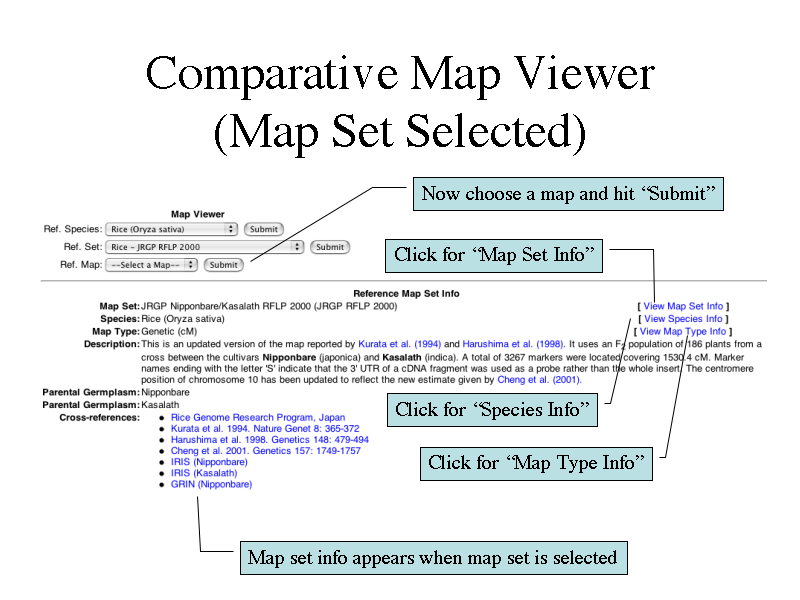 Comparative Map Viewer
(Map Set Selected)
Now choose a map and hit “Submit”
Map Viewer
Ref. Species: Rice (Oryza sativa) Submit
Click for “Map Set Info”
Ref. Set: Rice - JRGP RFLP 2000 Submit
Ref. Map: --Select a Map-- Submit
Reference Map Set Info
Map Set: JRGP Nipponbare/Kasalath RFLP 2000 (JRGP RFLP 2000) [ View Map Set Info ]
Species: Rice (Oryza sativa) [ View Species Info ]
Map Type: Genetic (cM) [ View Map Type Info ]
Description: This is an updated version of the map reported by Kurata et al. (1994) and Harushima et al. (1998). It uses an F2 population of 186 plants from a
cross between the cultivars Nipponbare (japonica) and Kasalath (indica). A total of 3267 markers were located covering 1530.4 cM. Marker
names ending with the letter 'S' indicate that the 3' UTR of a cDNA fragment was used as a probe rather than the whole insert. The centromere
position of chromosome 10 has been updated to reflect the new estimate given by Cheng et al. (2001).
Parental Germplasm: Nipponbare
Parental Germplasm: Kasalath
Click for “Species Info”
Cross-references: • Rice Genome Research Program, Japan
• Kurata et al. 1994. Nature Genet 8: 365-372
• Harushima et al. 1998. Genetics 148: 479-494
• Cheng et al. 2001. Genetics 157: 1749-1757
• IRIS (Nipponbare)
• IRIS (Kasalath)
• GRIN (Nipponbare)
Click for “Map Type Info”
Map set info appears when map set is selected